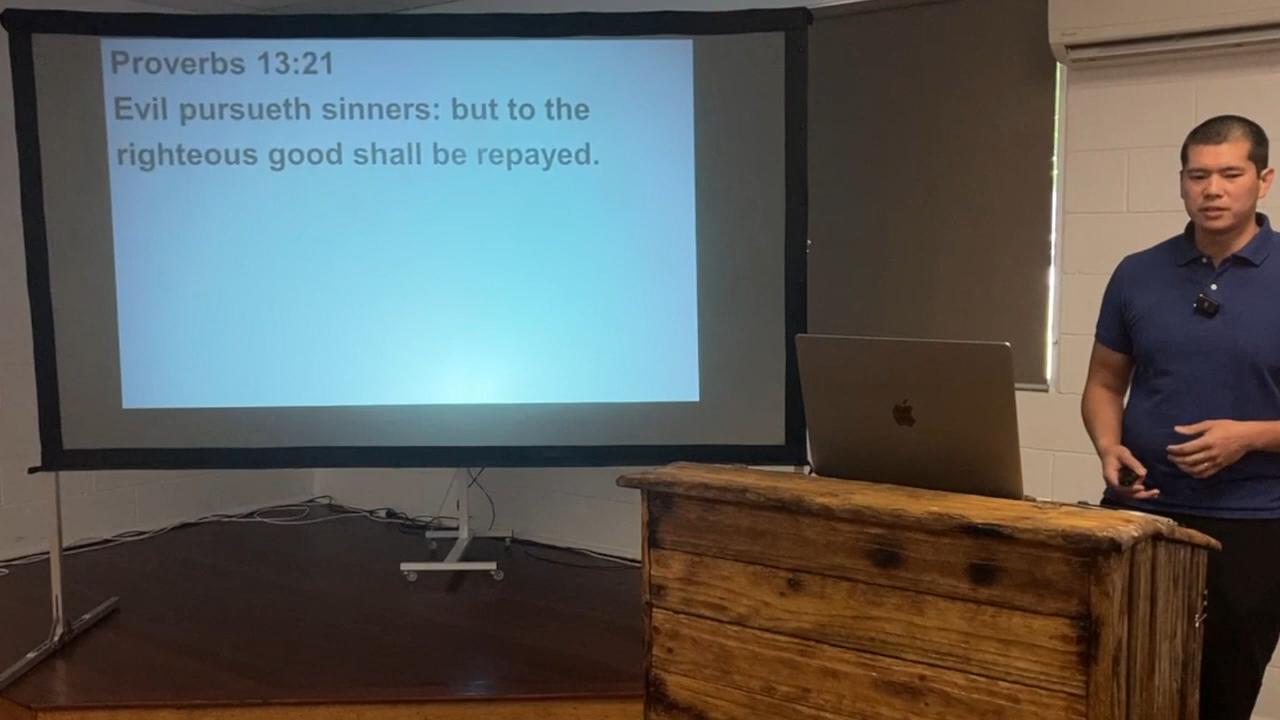 Proverbs 13:21
Evil pursueth sinners: but to the
righteous good shall be repayed.